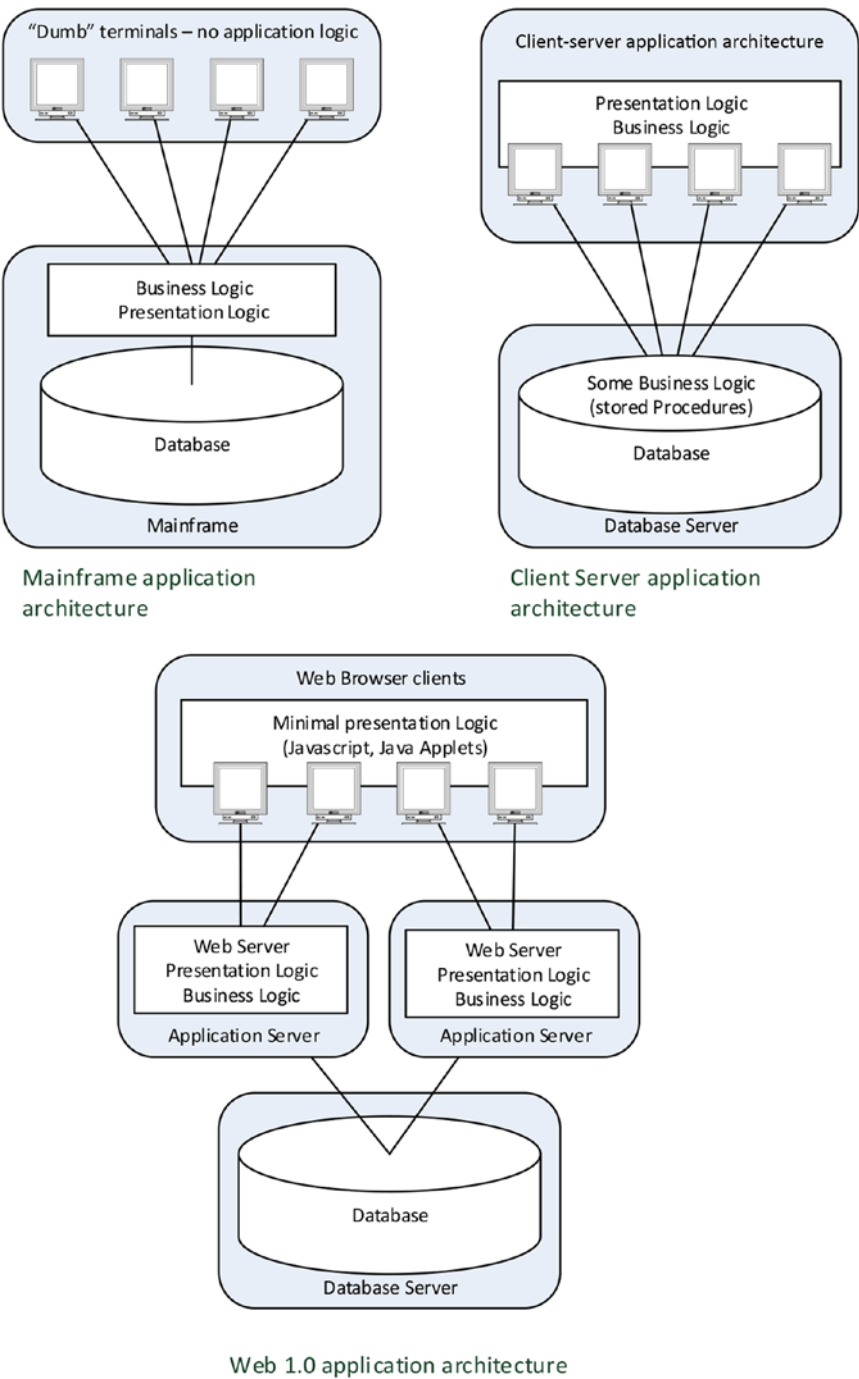 “Dumb” terminals – no application logic
Business Logic
Presentation Logic
Database
Mainframe
Mainframe application
architecture
Client-server application architecture
Presentation Logic
Business Logic
Some Business Logic
(stored Procedures)
Database
Database Server
Client Server application
architecture
Web Browser clients
Minimal presentation Logic
(Javascript, Java Applets)
Web Server
Presentation Logic
Business Logic
Application Server
Web Server
Presentation Logic
Business Logic
Application Server
Database
Database Server
Web 1.0 application architecture